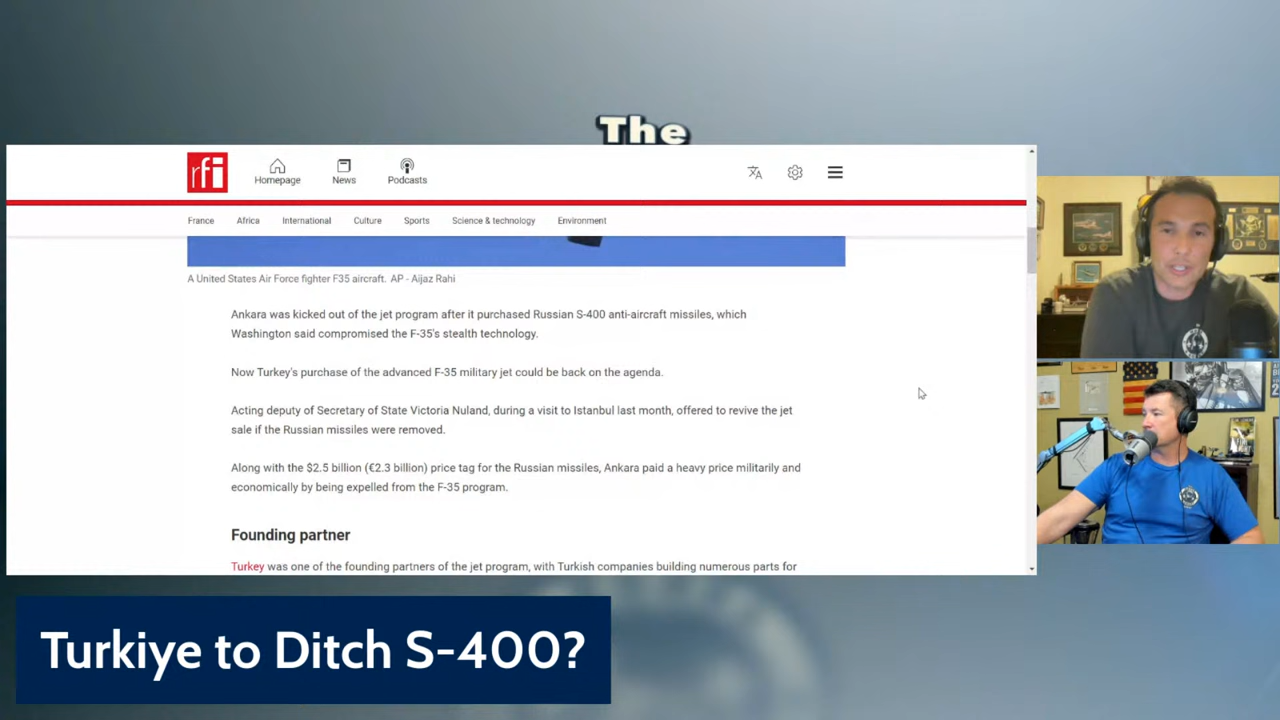 The
rfi
Homepage
News
Podcasts
France
Africa
International
Culture
Sports
Science & technology
Environment
A United States Air Force fighter F35 aircraft. AP - Aijaz Rahi
Ankara was kicked out of the jet program after it purchased Russian S-400 anti-aircraft missiles, which
Washington said compromised the F-35's stealth technology.
Now Turkey's purchase of the advanced F-35 military jet could be back on the agenda.
Acting deputy of Secretary of State Victoria Nuland, during a visit to Istanbul last month, offered to revive the jet
sale if the Russian missiles were removed.
Along with the $2.5 billion (€2.3 billion) price tag for the Russian missiles, Ankara paid a heavy price militarily and
economically by being expelled from the F-35 program.
Founding partner
Turkey was one of the founding partners of the jet program, with Turkish companies building numerous parts for
Turkiye to Ditch S-400?